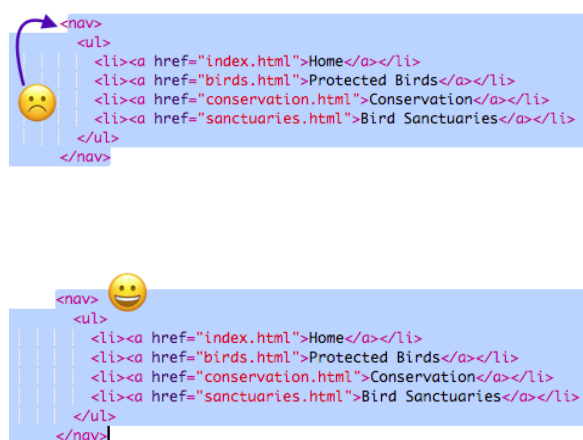 <nav>
<ul>
<li><a href="index.html">Home</a></li>
<li><a href="birds.html">Protected Birds</a></li>
<li><a href="conservation.html">Conservation</a></li>
<li><a href="sanctuaries.html">Bird Sanctuaries</a></li>
</ul>
</nav>
<nav>
<ul>
<li><a href="index.html">Home</a></li>
<li><a href="birds.html">Protected Birds</a></li>
<li><a href="conservation.html">Conservation</a></li>
<li><a href="sanctuaries.html">Bird Sanctuaries</a></li>
</ul>
</nav>